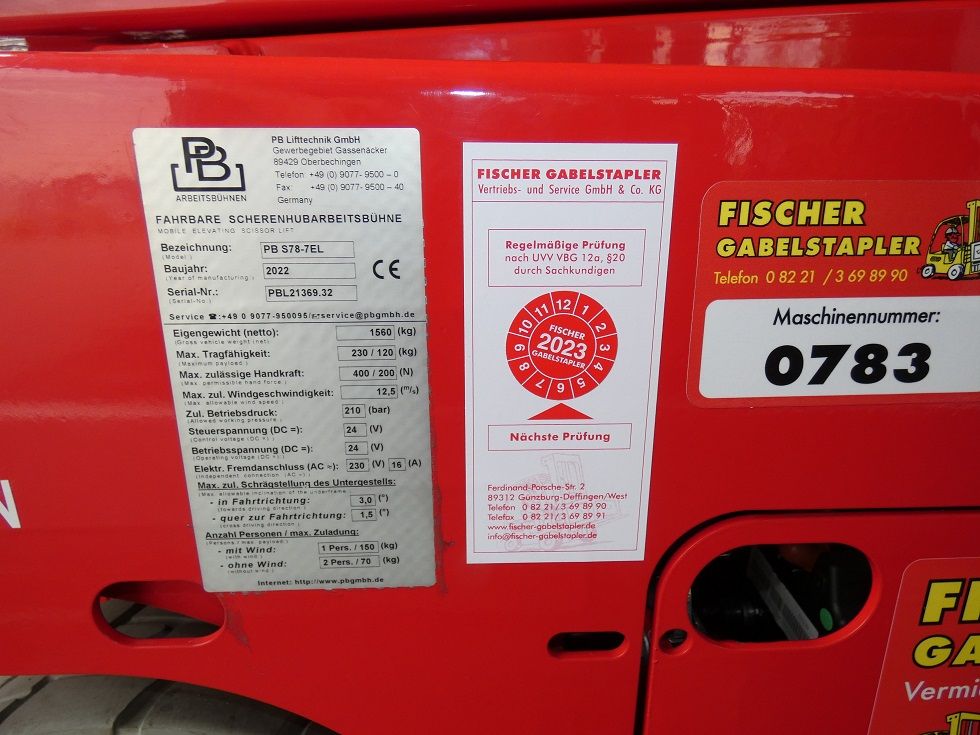 PB
ARBEITSBÜHNEN
PB Lifttechnik GmbH
Gewerbegebiet Gassenäcker
89429 Oberbechingen
Telefon: +49 (0) 9077- 9500 – 0
Fax +49 (0) 9077- 9500 – 40
Germany
FAHRBARE SCHERENHUBARBEITSBÜHNE
MOBILE ELEVATING SCISSOR LIFT
Bezeichnung: PB S78-7EL
(Model)
Baujahr: 2022
(Year of manufacturing)
CE
Serial-Nr.: PBL21369.32
(Serial-No.)
Service ☎:+49 0 9077-950095/ service@pbgmbh.de
Eigengewicht (netto): 1560 (kg)
(Gross vehicle weight (net)
Max. Tragfähigkeit: 230 / 120 (kg)
(Maximum payload)
Max. zulässige Handkraft: 400 / 200 (N)
(Max. permissible hand force)
Max. zul. Windgeschwindigkeit: 12,5 (m/s)
(Max. allowable wind speed)
Zul. Betriebsdruck: 210 (bar)
(Allowed working pressure)
Steuerspannung (DC =): 24 (V)
(Control voltage (DC =)
Betriebsspannung (DC =): 24 (V)
(Operating voltage (DC =)
Elektr. Fremdanschluss (AC ~): 230 (V) 16 (A)
(Independent connection (AC ~)
Max. zul. Schrägstellung des Untergestells:
(Max. allowable inclination of the underframe
- in Fahrtrichtung: 3,0 (°)
(towards driving direction)
- quer zur Fahrtrichtung: 1,5 (°)
(cross driving direction)
Anzahl Personen / max. Zuladung:
(Persons / max. payload)
- mit Wind: 1 Pers. / 150 (kg)
(with wind)
- ohne Wind: 2 Pers. / 70 (kg)
(without wind)
Internet: http://www.pbgmbh.de
FISCHER GABELSTAPLER
Vertriebs- und Service GmbH & Co. KG
Regelmäßige Prüfung
nach UVV VBG 12a, §20
durch Sachkundigen
12 1 2 3 4 5 6 7 8 9 10 11
FISCHER
2023
GABELSTAPLER
Nächste Prüfung
Ferdinand-Porsche-Str. 2
89312 Günzburg-Deffingen/West
Telefon 0 82 21 / 3 69 89 90
Telefax 0 82 21 / 3 69 89 91
www.fischer-gabelstapler.de
info@fischer-gabelstapler.de
FISCHER
GABELSTAPLER
Telefon 0 82 21 / 3 69 89 90
Maschinennummer:
0783
N
FI
GA
Vermi